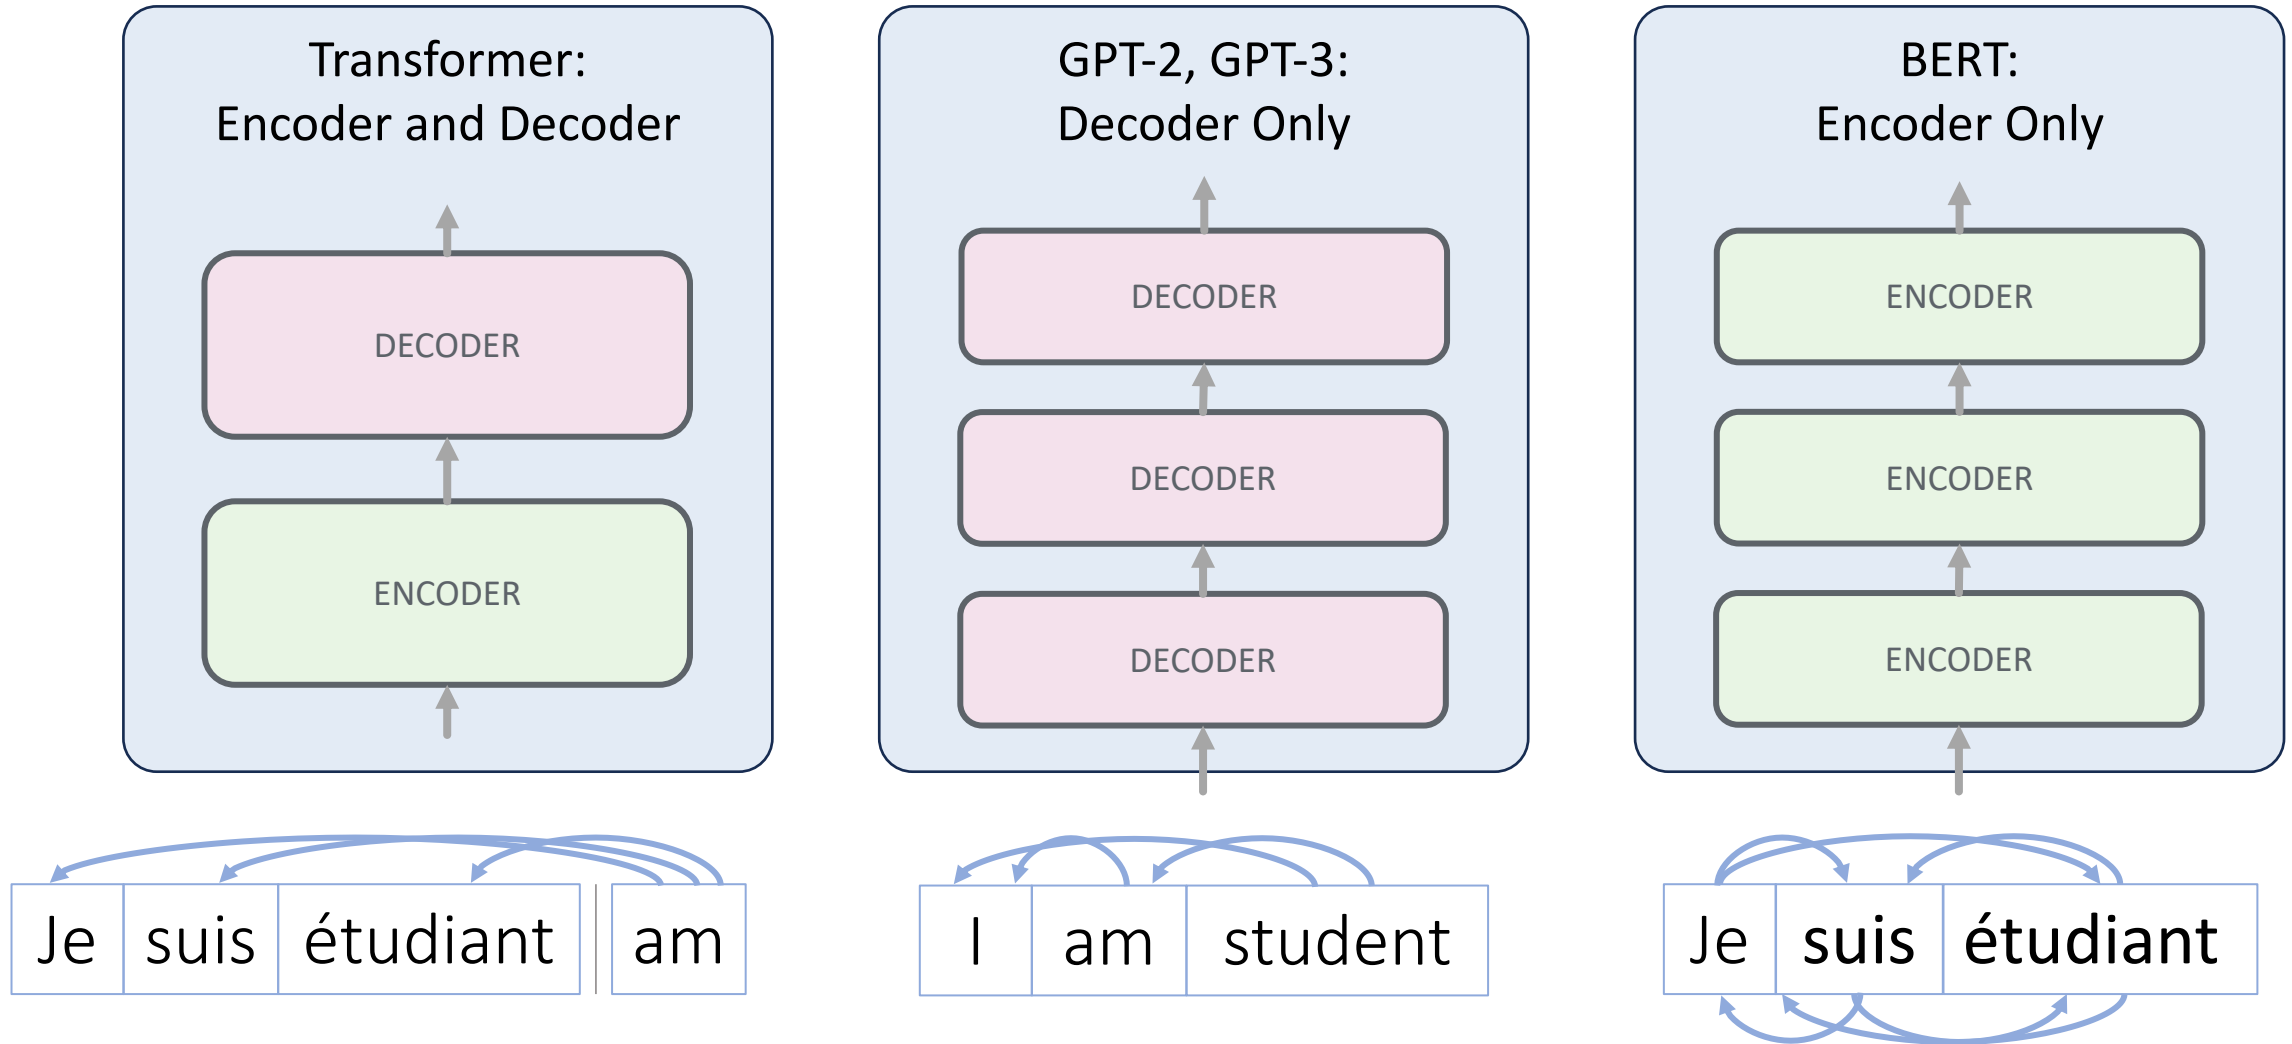 Transformer:
Encoder and Decoder
DECODER
ENCODER
Je suis étudiant am
GPT-2, GPT-3:
Decoder Only
DECODER
DECODER
DECODER
I am student
BERT:
Encoder Only
ENCODER
ENCODER
ENCODER
Je suis étudiant